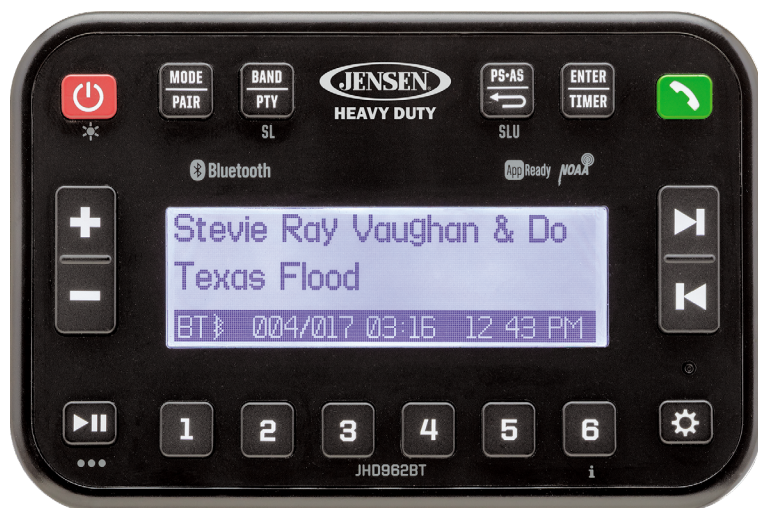 MODE
PAIR
BAND
PTY
SL
JENSEN
HEAVY DUTY
PS•AS
SLU
ENTER
TIMER
Bluetooth
App Ready
NOAA
Stevie Ray Vaughan & Do
Texas Flood
BT 004/017 03:16 12 43 PM
1 2 3 4 5 6
JHD962BT
i